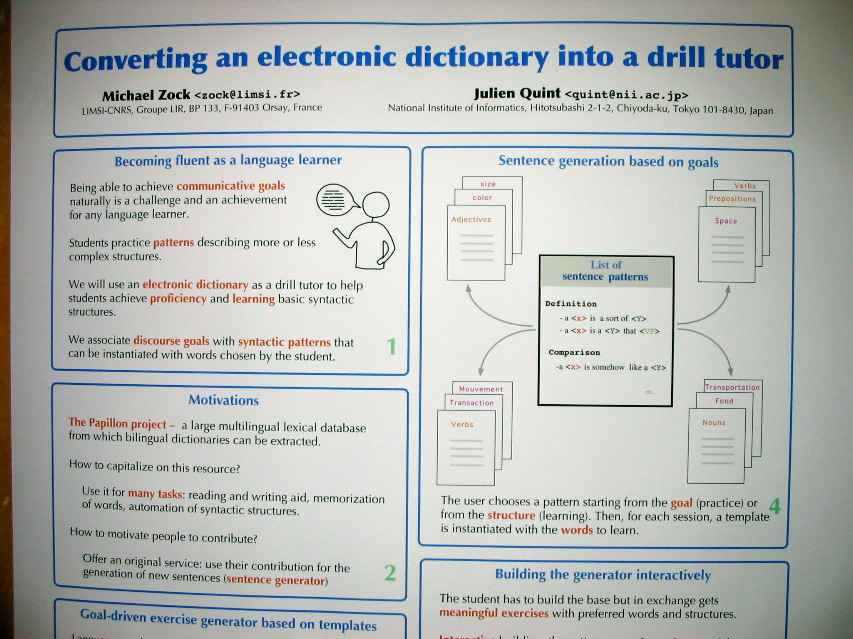 Converting an electronic dictionary into a drill tutor
Michael Zock <zock@limsi.fr>
LIMSI-CNRS, Groupe LIR, BP 133, F-91403 Orsay, France
Julien Quint <quint@nii.ac.jp>
National Institute of Informatics, Hitotsubashi 2-1-2, Chiyoda-ku, Tokyo 101-8430, Japan
Becoming fluent as a language learner
Being able to achieve communicative goals
naturally is a challenge and an achievement
for any language learner.
Students practice patterns describing more or less
complex structures.
We will use an electronic dictionary as a drill tutor to help
students achieve proficiency and learning basic syntactic
structures.
We associate discourse goals with syntactic patterns that
can be instantiated with words chosen by the student.
1
Motivations
The Papillon project – a large multilingual lexical database
from which bilingual dictionaries can be extracted.
How to capitalize on this resource?
Use it for many tasks: reading and writing aid, memorization
of words, automation of syntactic structures.
How to motivate people to contribute?
Offer an original service: use their contribution for the
generation of new sentences (sentence generator)
2
Goal-driven exercise generator based on templates
Sentence generation based on goals
size
color
Adjectives
Verbs
Prepositions
Space
List of
sentence patterns
Definition
- a <x> is a sort of <Y>
- a <x> is a <Y> that <VP>
Comparison
-a <x> is somehow like a <Y>
etc.
Mouvement
Transaction
Verbs
Transportation
Food
Nouns
The user chooses a pattern starting from the goal (practice) or
from the structure (learning). Then, for each session, a template
is instantiated with the words to learn.
4
Building the generator interactively
The student has to build the base but in exchange gets
meaningful exercises with preferred words and structures.